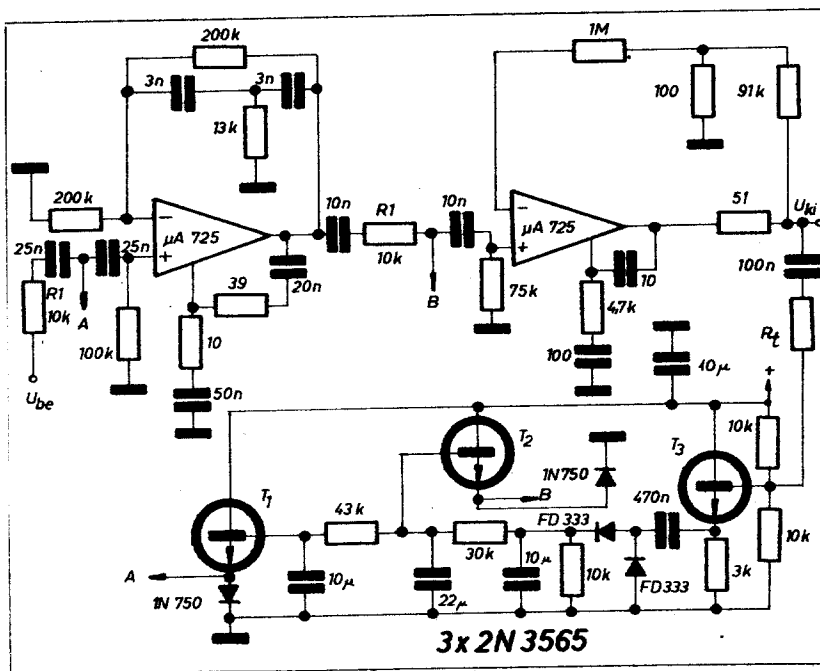 200k
1M
3n
3n
100
91k
13k
200k
μA 725
10n
R1
10n
μA 725
51
Uki
25n
25n
10k
100n
R1
10k
A
39
20n
B
75k
10
4,7k
Rt
100k
10
100
40μ
+
Ube
50n
T2
10k
T3
1N750
T1
B
470n
43k
FD 333
30k
10k
A
10μ
10μ
10k
3k
1N 750
22μ
FD333
3x 2N 3565